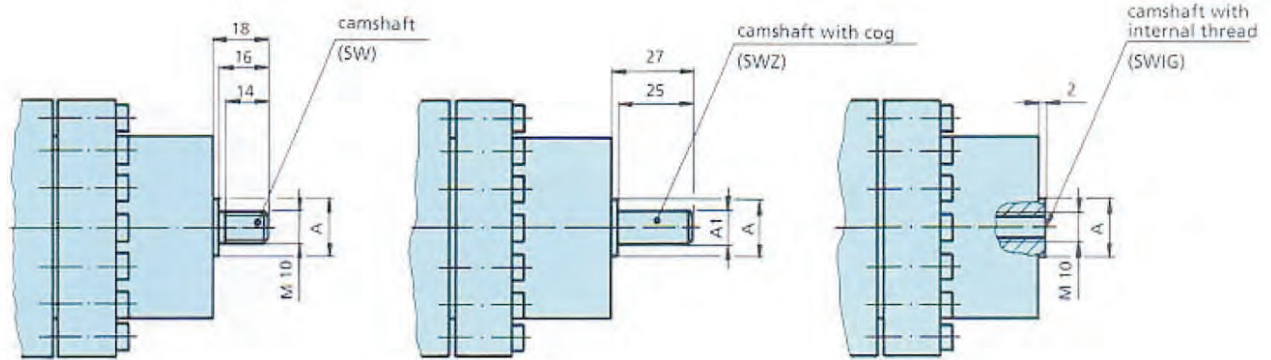 18
camshaft
(SW)
16
14
A
M 10
camshaft with cog
(SWZ)
27
25
A1
A
camshaft with
internal thread
(SWIG)
2
A
M 10